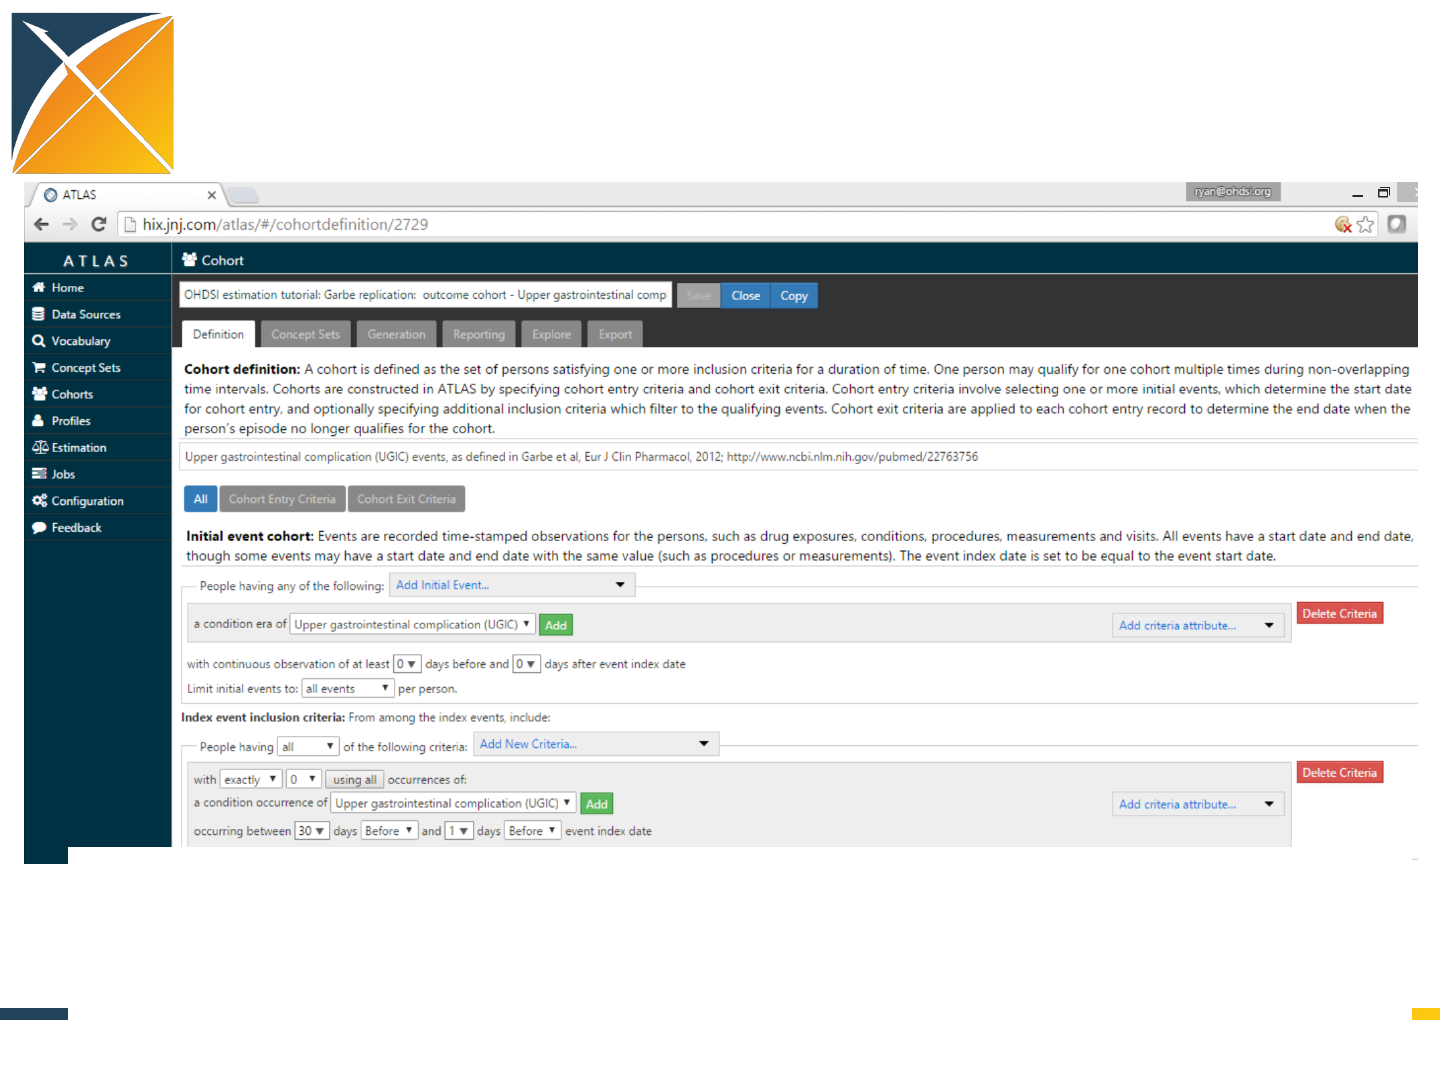 ATLAS
ryan@ohdsi.org
hix.jnj.com/atlas/#/cohortdefinition/2729
ATLAS
Cohort
Home
Data Sources
Vocabulary
Concept Sets
Cohorts
Profiles
Estimation
Jobs
Configuration
Feedback
OHDSI estimation tutorial: Garbe replication: outcome cohort - Upper gastrointestinal comp
Save Close Copy
Definition Concept Sets Generation Reporting Explore Export
Cohort definition: A cohort is defined as the set of persons satisfying one or more inclusion criteria for a duration of time. One person may qualify for one cohort multiple times during non-overlapping
time intervals. Cohorts are constructed in ATLAS by specifying cohort entry criteria and cohort exit criteria. Cohort entry criteria involve selecting one or more initial events, which determine the start date
for cohort entry, and optionally specifying additional inclusion criteria which filter to the qualifying events. Cohort exit criteria are applied to each cohort entry record to determine the end date when the
person's episode no longer qualifies for the cohort.
Upper gastrointestinal complication (UGIC) events, as defined in Garbe et al, Eur J Clin Pharmacol, 2012; http://www.ncbi.nlm.nih.gov/pubmed/22763756
All Cohort Entry Criteria Cohort Exit Criteria
Initial event cohort: Events are recorded time-stamped observations for the persons, such as drug exposures, conditions, procedures, measurements and visits. All events have a start date and end date,
though some events may have a start date and end date with the same value (such as procedures or measurements). The event index date is set to be equal to the event start date.
People having any of the following: Add Initial Event...
a condition era of Upper gastrointestinal complication (UGIC) Add Add criteria attribute... Delete Criteria
with continuous observation of at least 0 days before and 0 days after event index date
Limit initial events to: all events per person.
Index event inclusion criteria: From among the index events, include:
People having all of the following criteria: Add New Criteria...
with exactly 0 using all occurrences of: Delete Criteria
a condition occurrence of Upper gastrointestinal complication (UGIC) Add Add criteria attribute...
occurring between 30 days Before and 1 days Before event index date